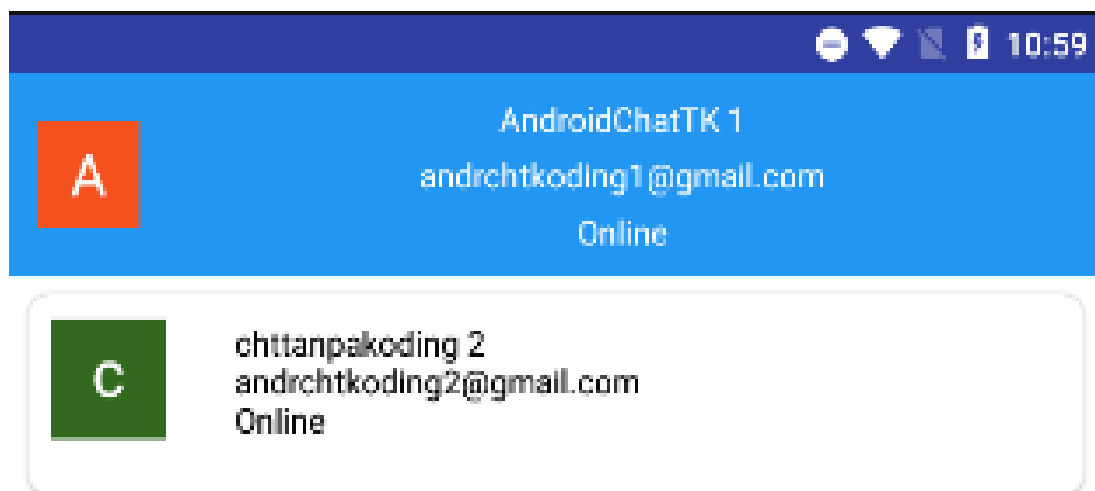 10:59
A
AndroidChatTK 1
andrchtkoding1@gmail.com
Online
C
chttanpakoding 2
andrchtkoding2@gmail.com
Online